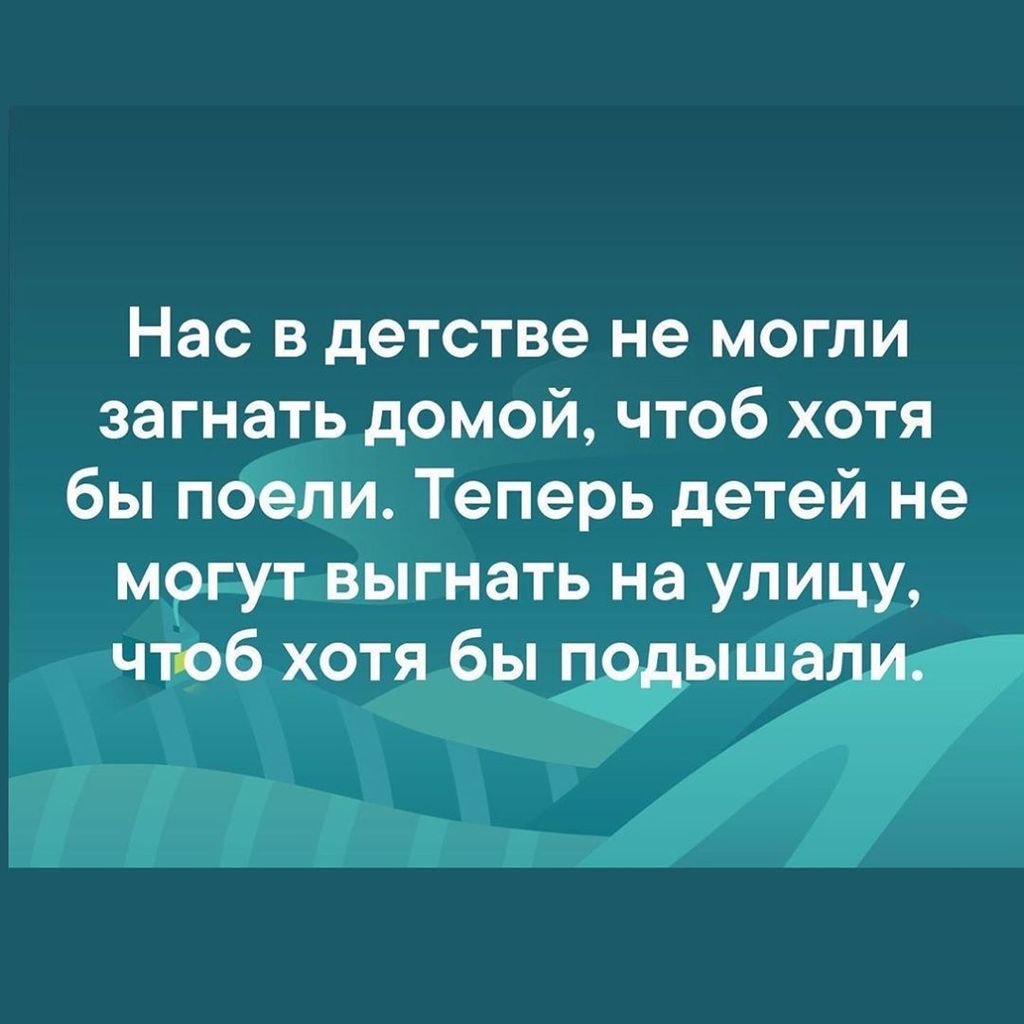 Нас в детстве не могли
загнать домой, чтоб хотя
бы поели. Теперь детей не
могут выгнать на улицу,
чтоб хотя бы подышали.